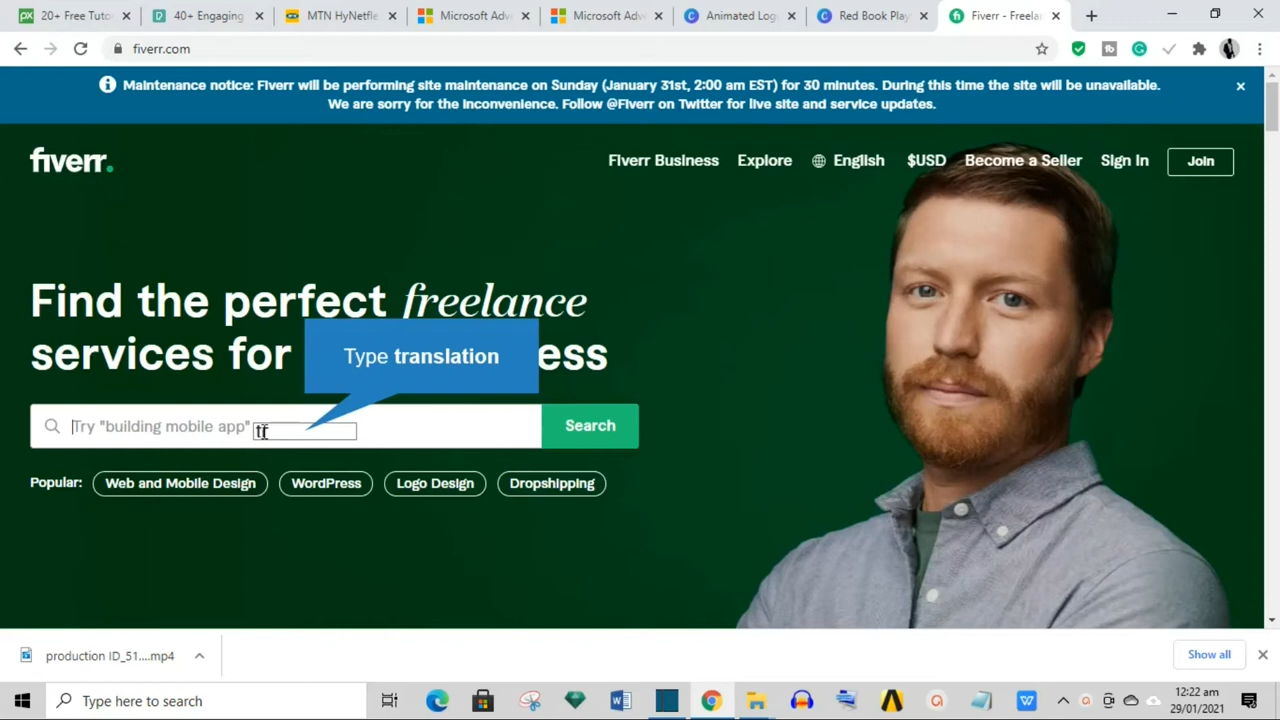 20+ Free Tuto
40+ Engaging
MTN HyNetfle
Microsoft Adv
Microsoft Adv
Animated Log
Red Book Play
Fiverr - Freela
fiverr.com
Maintenance notice: Fiverr will be performing site maintenance on Sunday (January 31st, 2:00 am EST) for 30 minutes. During this time the site will be unavailable.
We are sorry for the inconvenience. Follow @Fiverr on Twitter for live site and service updates.
fiverr.
Fiverr Business
Explore
English
$USD
Become a Seller
Sign In
Join
Find the perfect freelance
services for
ess
Type translation
Try "building mobile app"
Search
Popular:
Web and Mobile Design
WordPress
Logo Design
Dropshipping
production ID_51....mp4
Show all
Type here to search
12:22 am
29/01/2021